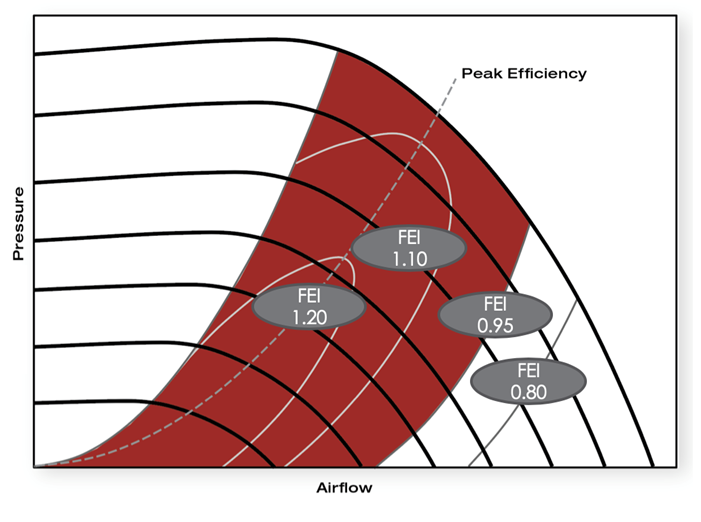 Peak Efficiency
Pressure
FEI
1.10
FEI
1.20
FEI
0.95
FEI
0.80
Airflow